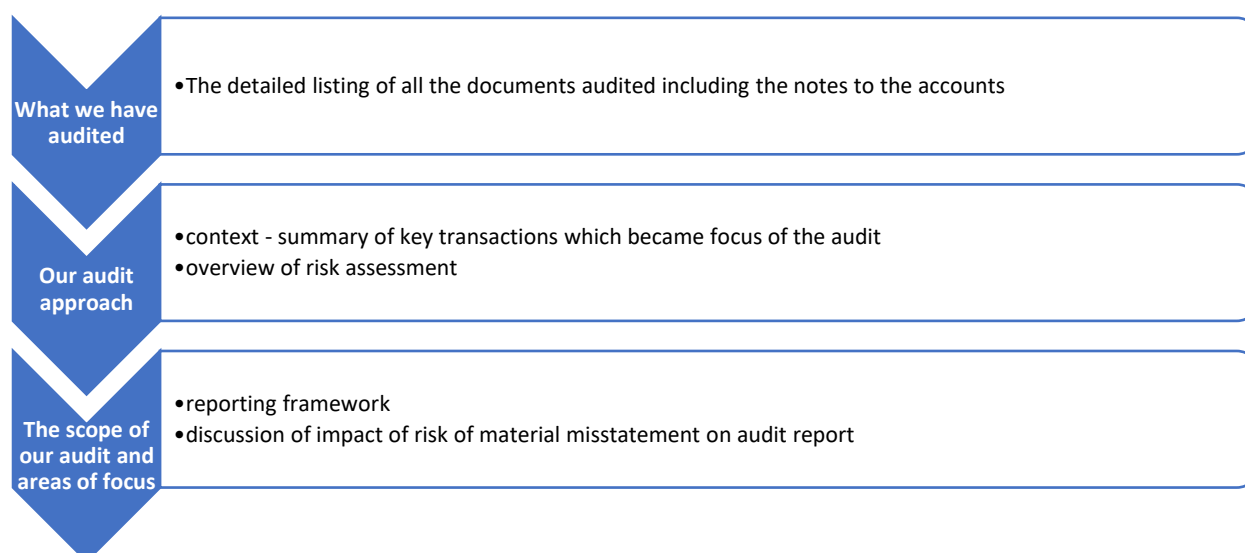 What we have
audited
•The detailed listing of all the documents audited including the notes to the accounts
Our audit
approach
•context - summary of key transactions which became focus of the audit
•overview of risk assessment
The scope of
our audit and
areas of focus
•reporting framework
•discussion of impact of risk of material misstatement on audit report